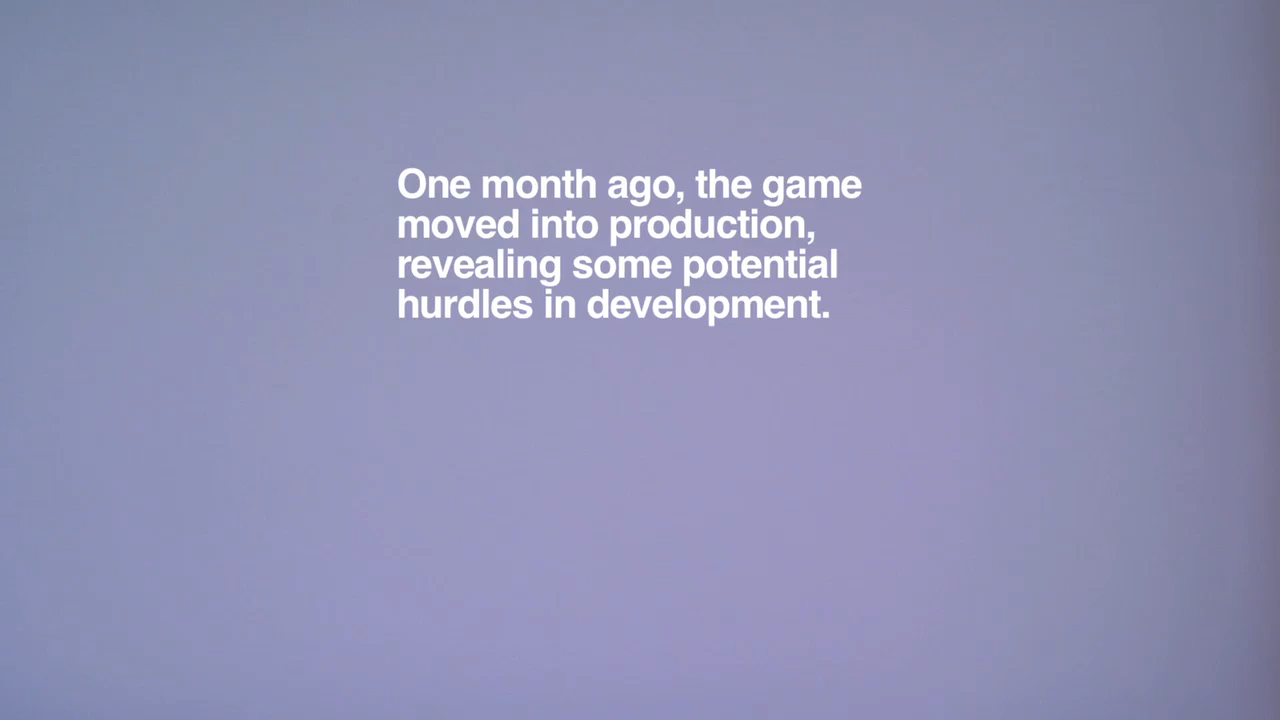 One month ago, the game
moved into production,
revealing some potential
hurdles in development.